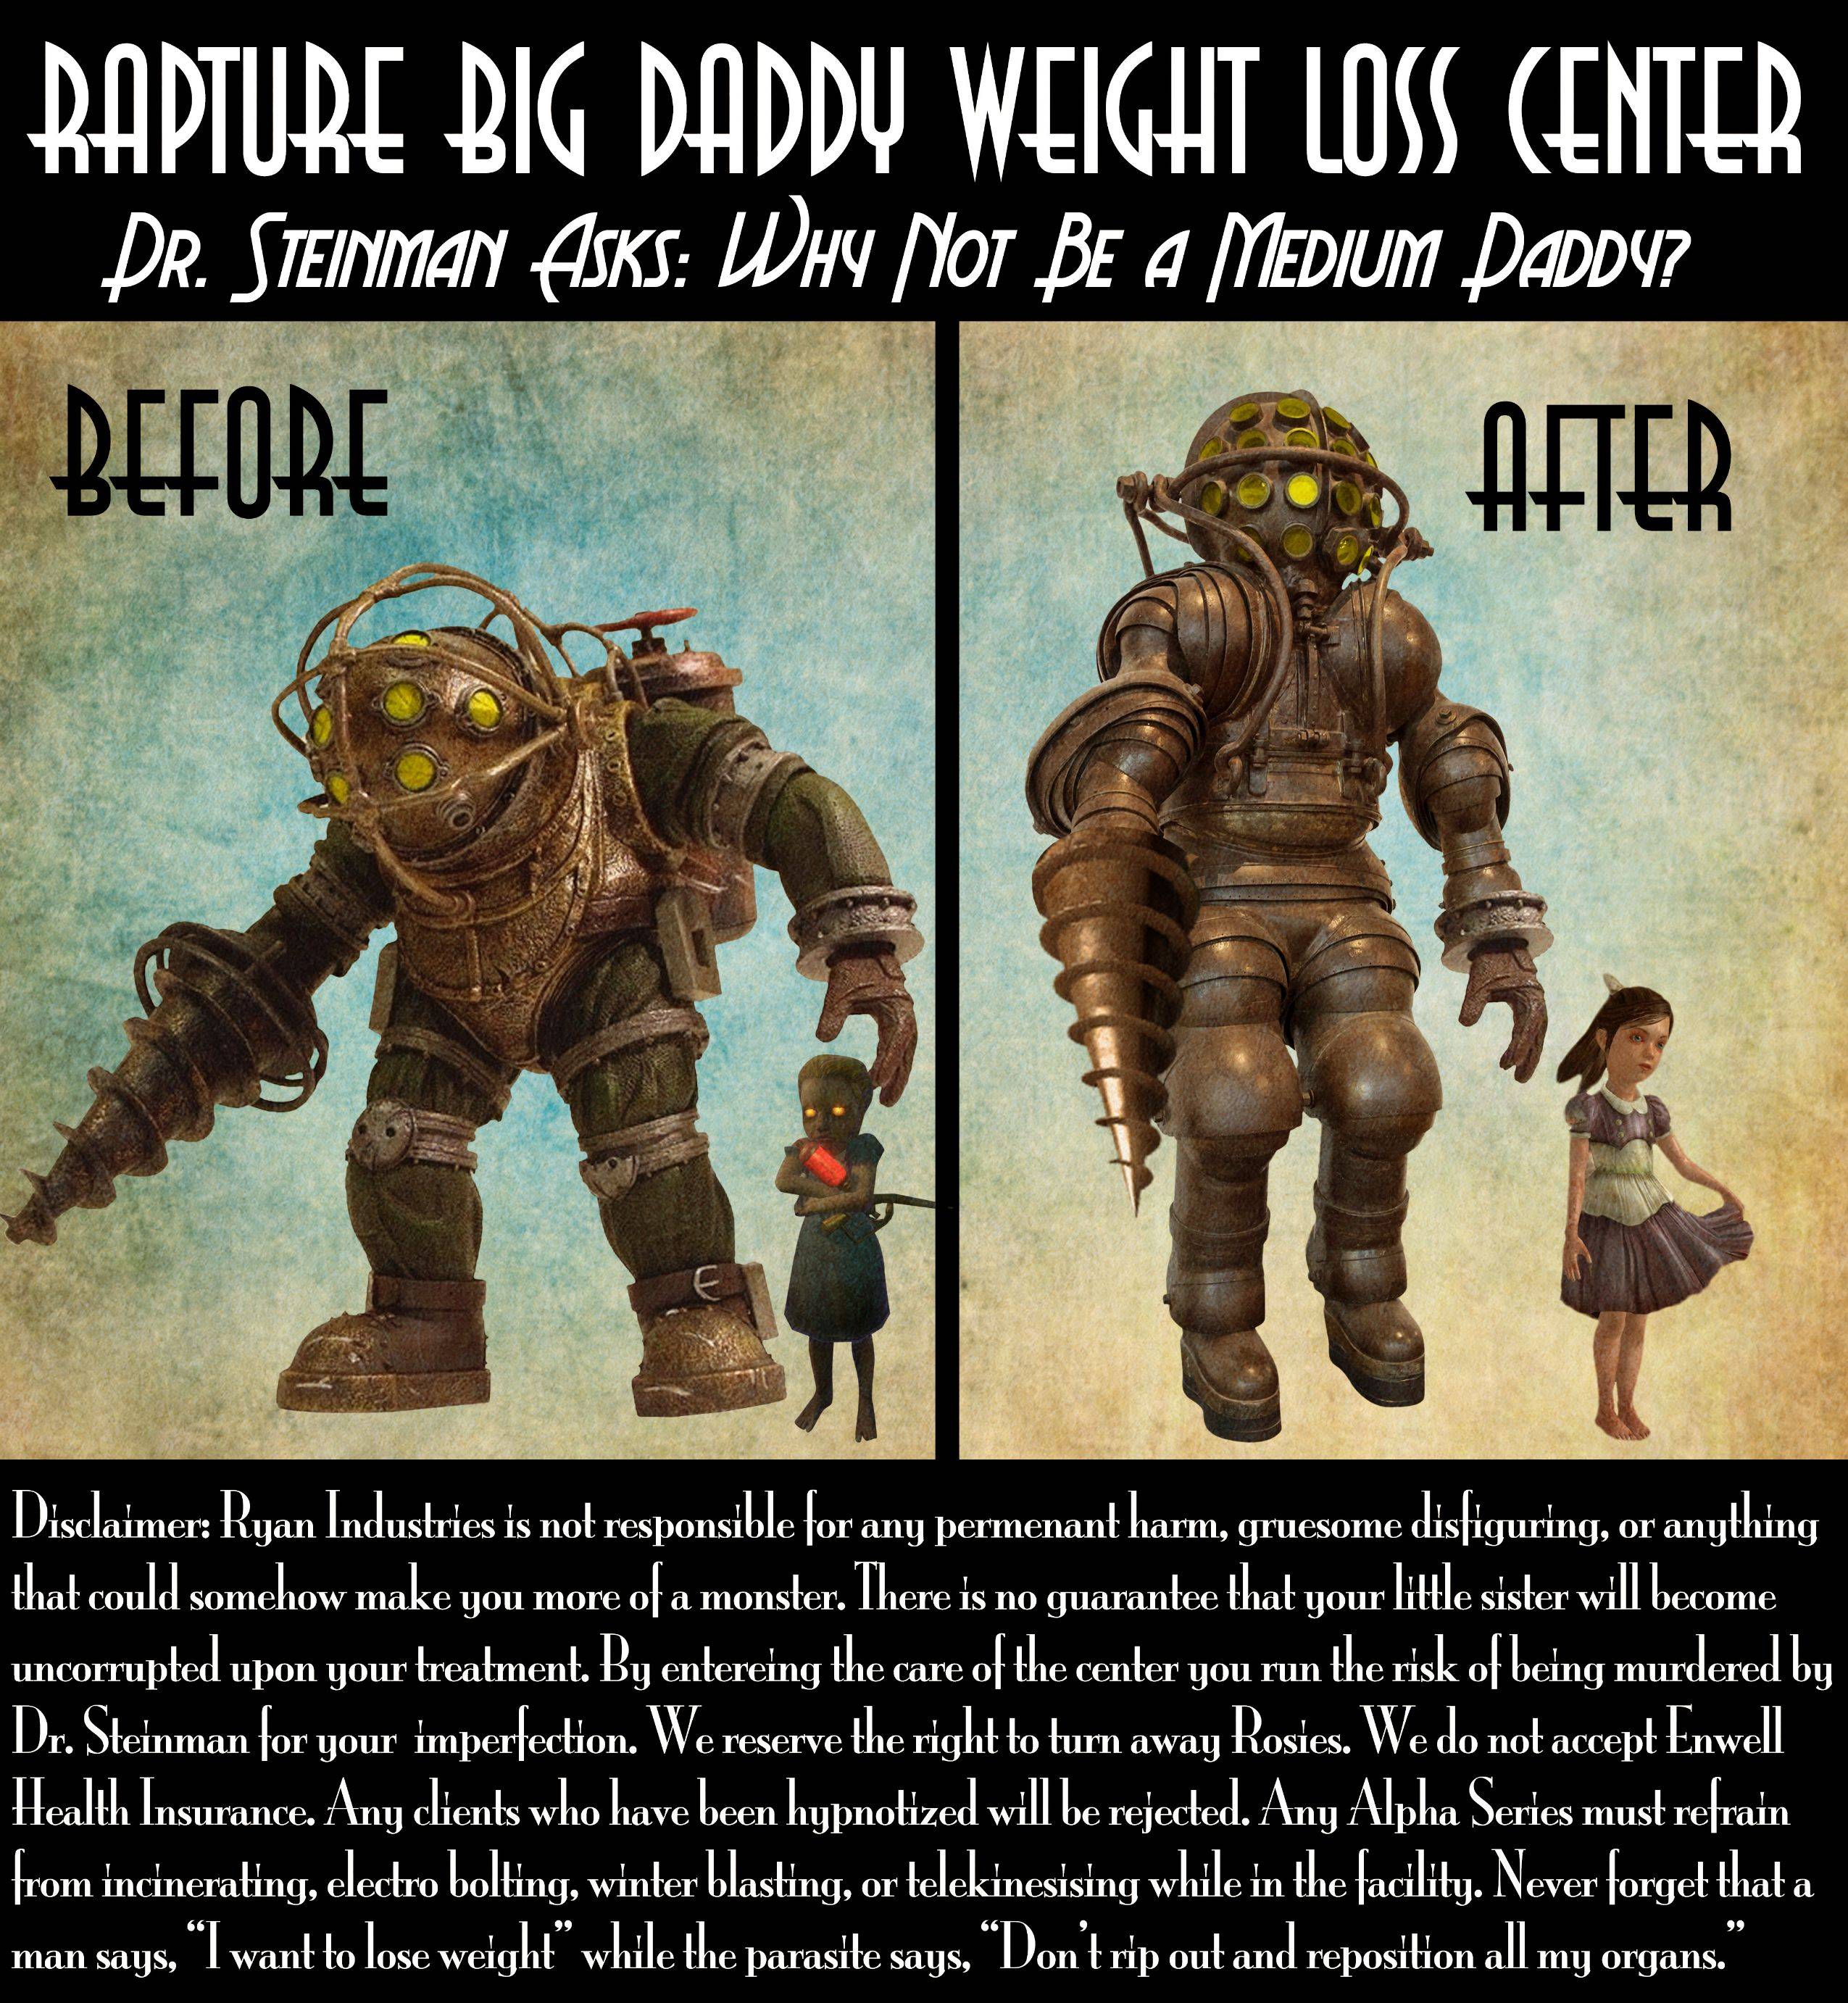 RAPTURE BIG DADDY WEIGHT LOSS CENTER
DR. STEINMAN ASKS: WHY NOT BE A MEDIUM DADDY?
BEFORE
AFTER
Disclaimer: Ryan Industries is not responsible for any permenant harm, gruesome disfiguring, or anything
that could somehow make you more of a monster. There is no guarantee that your little sister will become
uncorrupted upon your treatment. By entereing the care of the center you run the risk of being murdered by
Dr. Steinman for your imperfection. We reserve the right to turn away Rosies. We do not accept Enwell
Health Insurance. Any clients who have been hypnotized will be rejected. Any Alpha Series must refrain
from incinerating, electro bolting, winter blasting, or telekinesising while in the facility. Never forget that a
man says, “I want to lose weight” while the parasite says, “Don’t rip out and reposition all my organs.”